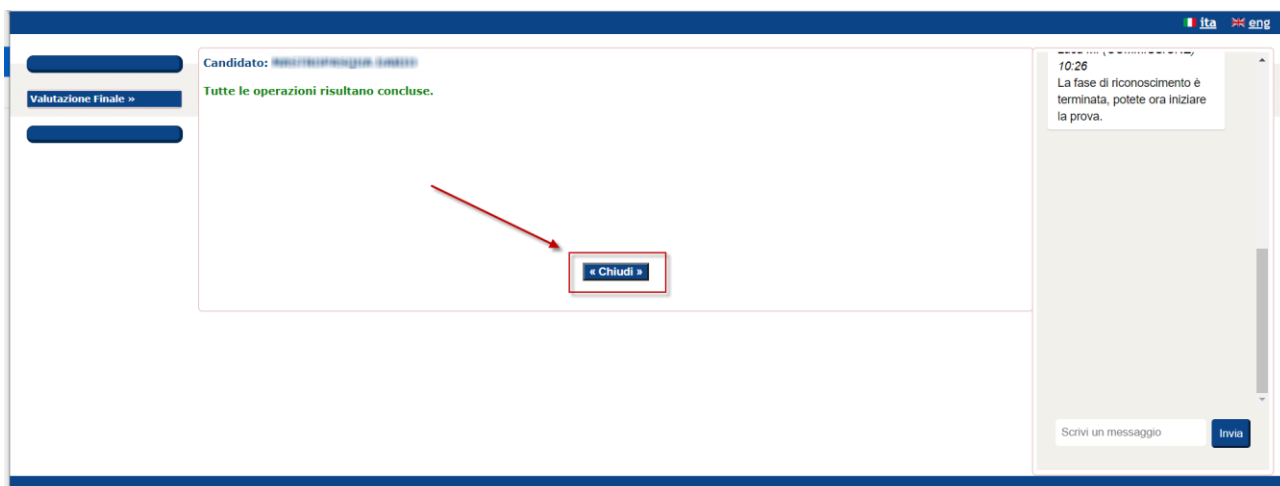 ita eng
Valutazione Finale »
Candidato:
Tutte le operazioni risultano concluse.
« Chiudi »
10:26
La fase di riconoscimento è
terminata, potete ora iniziare
la prova.
Scrivi un messaggio
Invia